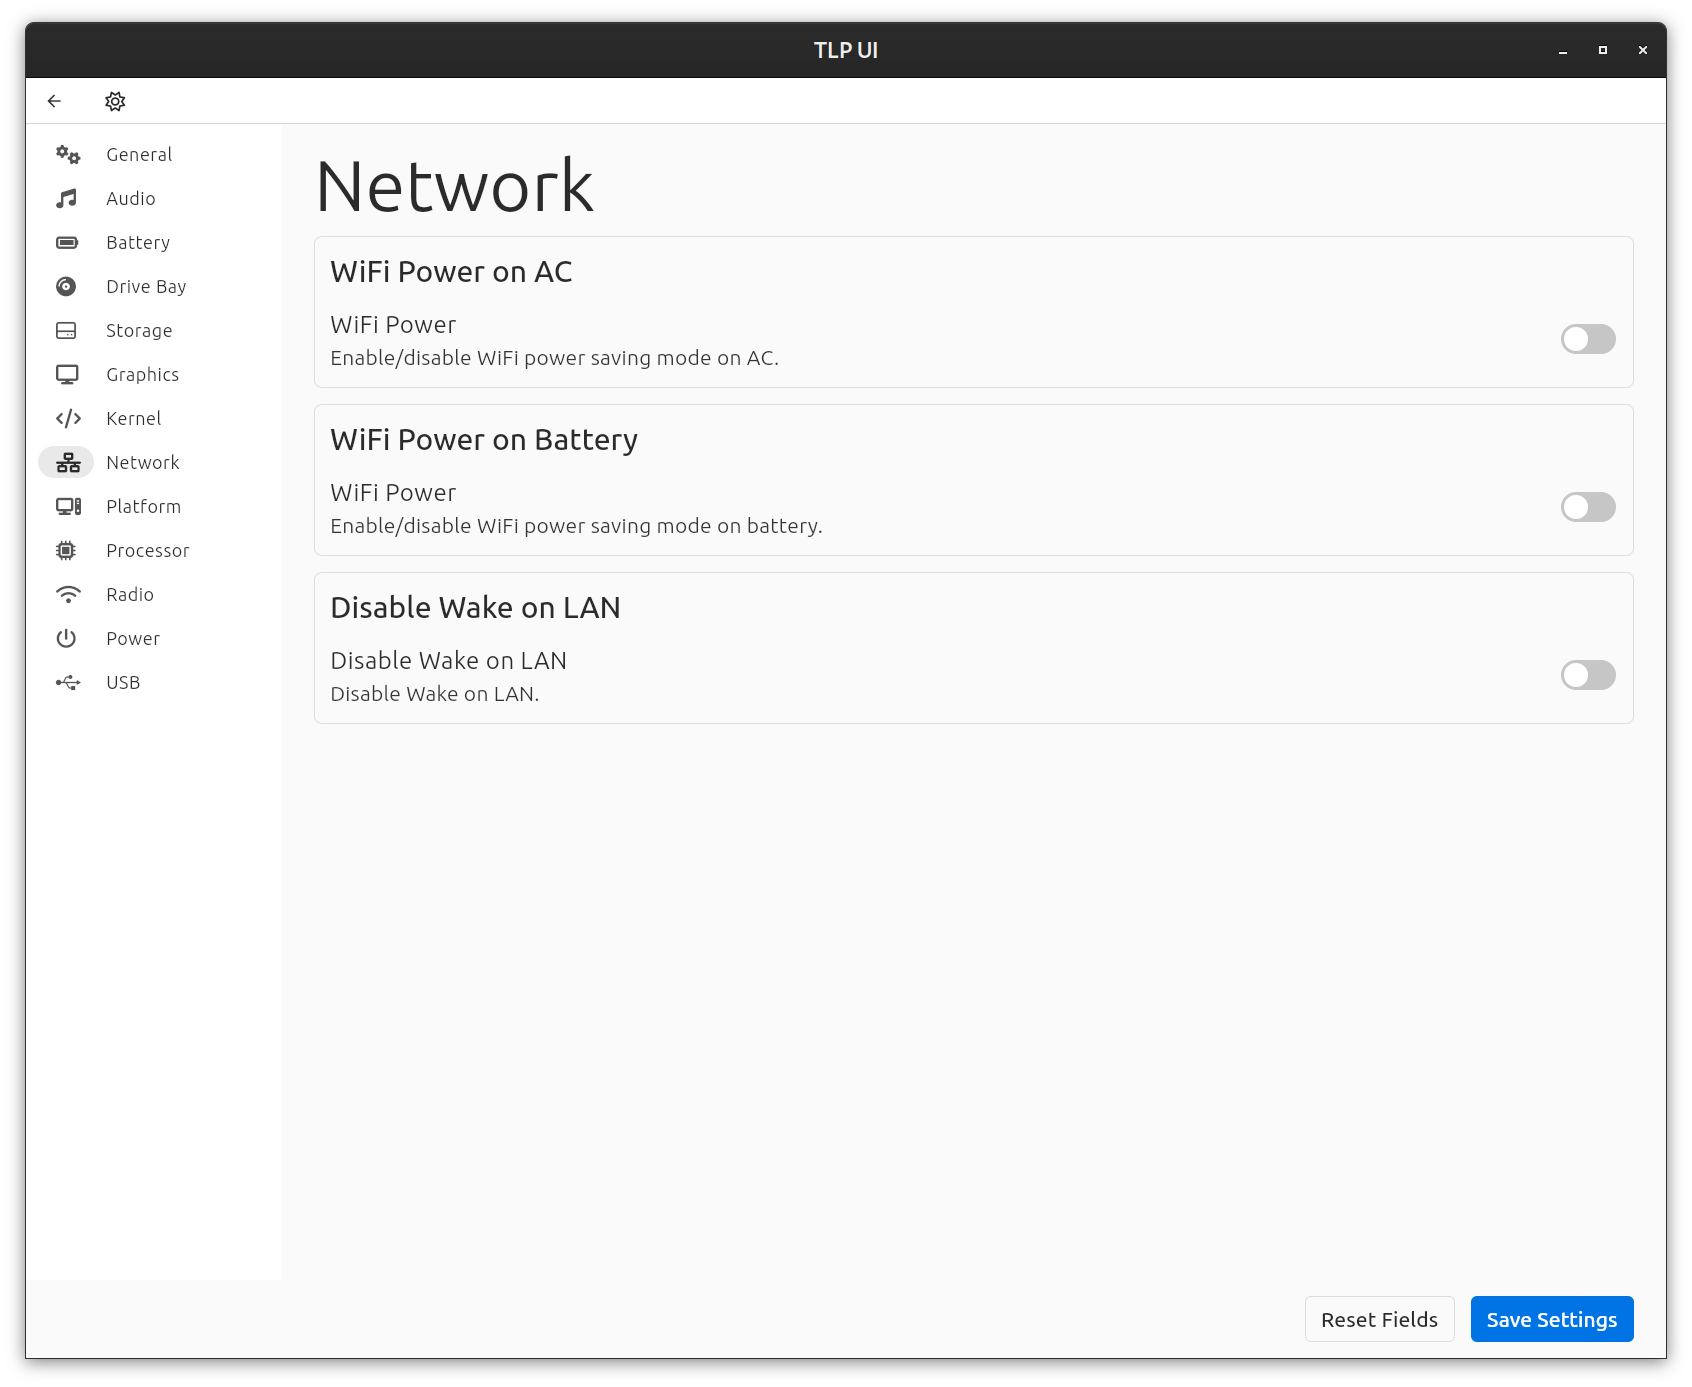 TLP UI
General
Audio
Battery
Drive Bay
Storage
Graphics
Kernel
Network
Platform
Processor
Radio
Power
USB
Network
WiFi Power on AC
WiFi Power
Enable/disable WiFi power saving mode on AC.
WiFi Power on Battery
WiFi Power
Enable/disable WiFi power saving mode on battery.
Disable Wake on LAN
Disable Wake on LAN
Disable Wake on LAN.
Reset Fields
Save Settings